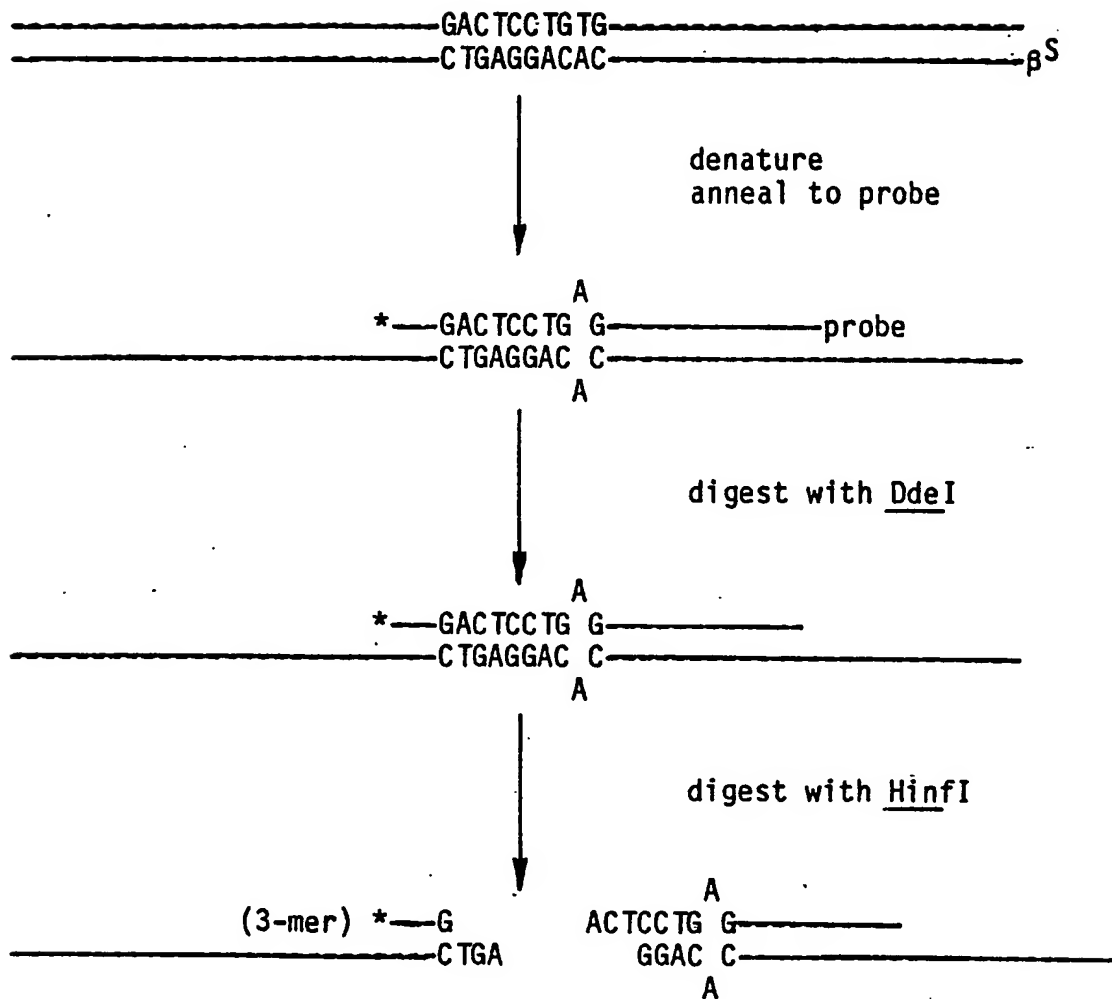 GACTCCTGTG
CTGAGGACAC βS
denature
anneal to probe
A
*—GACTCCTG G probe
CTGAGGAC C
A
digest with DdeI
A
*—GACTCCTG G
CTGAGGAC C
A
digest with HinfI
A
(3-mer) *—G ACTCCTG G
CTGA GGAC C
A